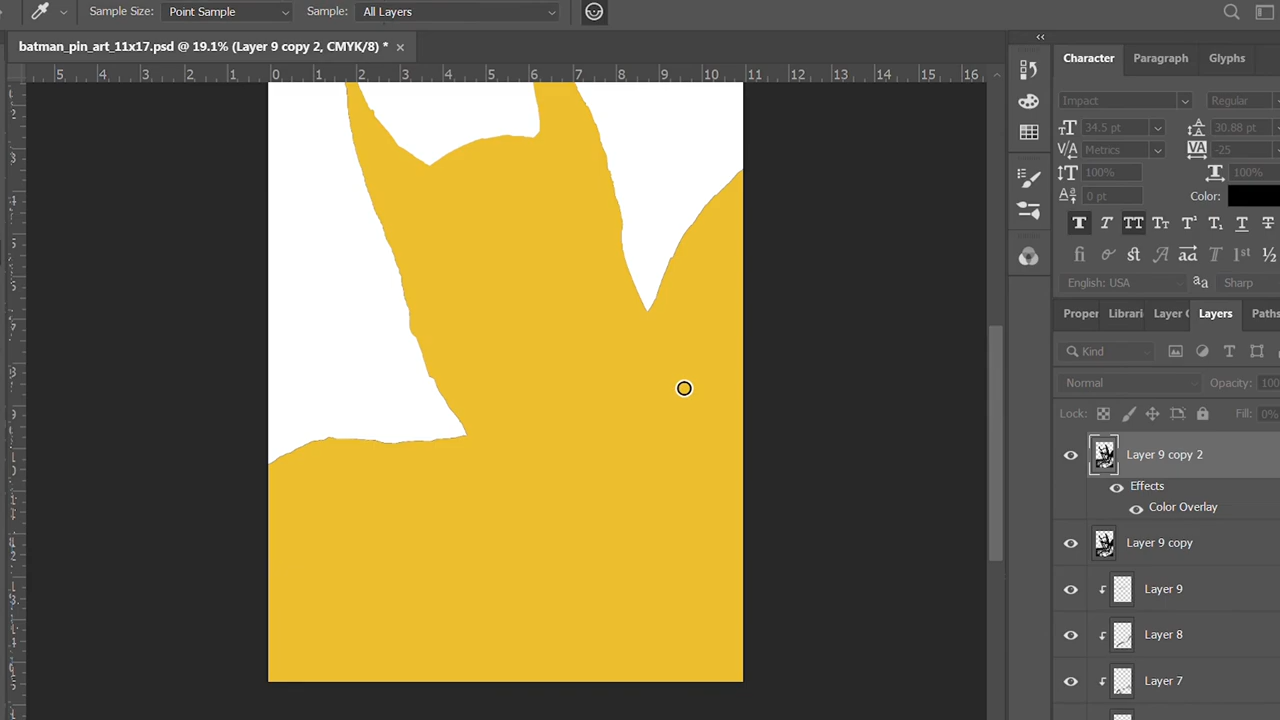 Sample Size: Point Sample Sample: All Layers
batman_pin_art_11x17.psd @ 19.1% (Layer 9 copy 2, CMYK/8) * ×
5 4 3 2 1 0 1 2 3 4 5 6 7 8 9 10 11 12 13 14 15 16
Character Paragraph Glyphs
Impact Regular
34.5 pt 30.88 pt
Metrics -25
100% 100%
0 pt Color:
English: USA Sharp
Proper Librari Layer C Layers Paths
Kind
Normal Opacity: 100
Lock: Fill: 0%
Layer 9 copy 2
Effects
Color Overlay
Layer 9 copy
Layer 9
Layer 8
Layer 7